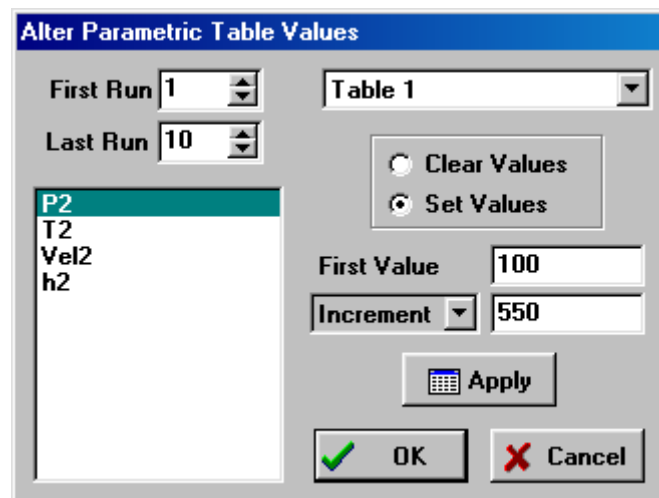 Alter Parametric Table Values
First Run 1
Table 1
Last Run 10
Clear Values
Set Values
P2
T2
Vel2
h2
First Value 100
Increment 550
Apply
OK
Cancel